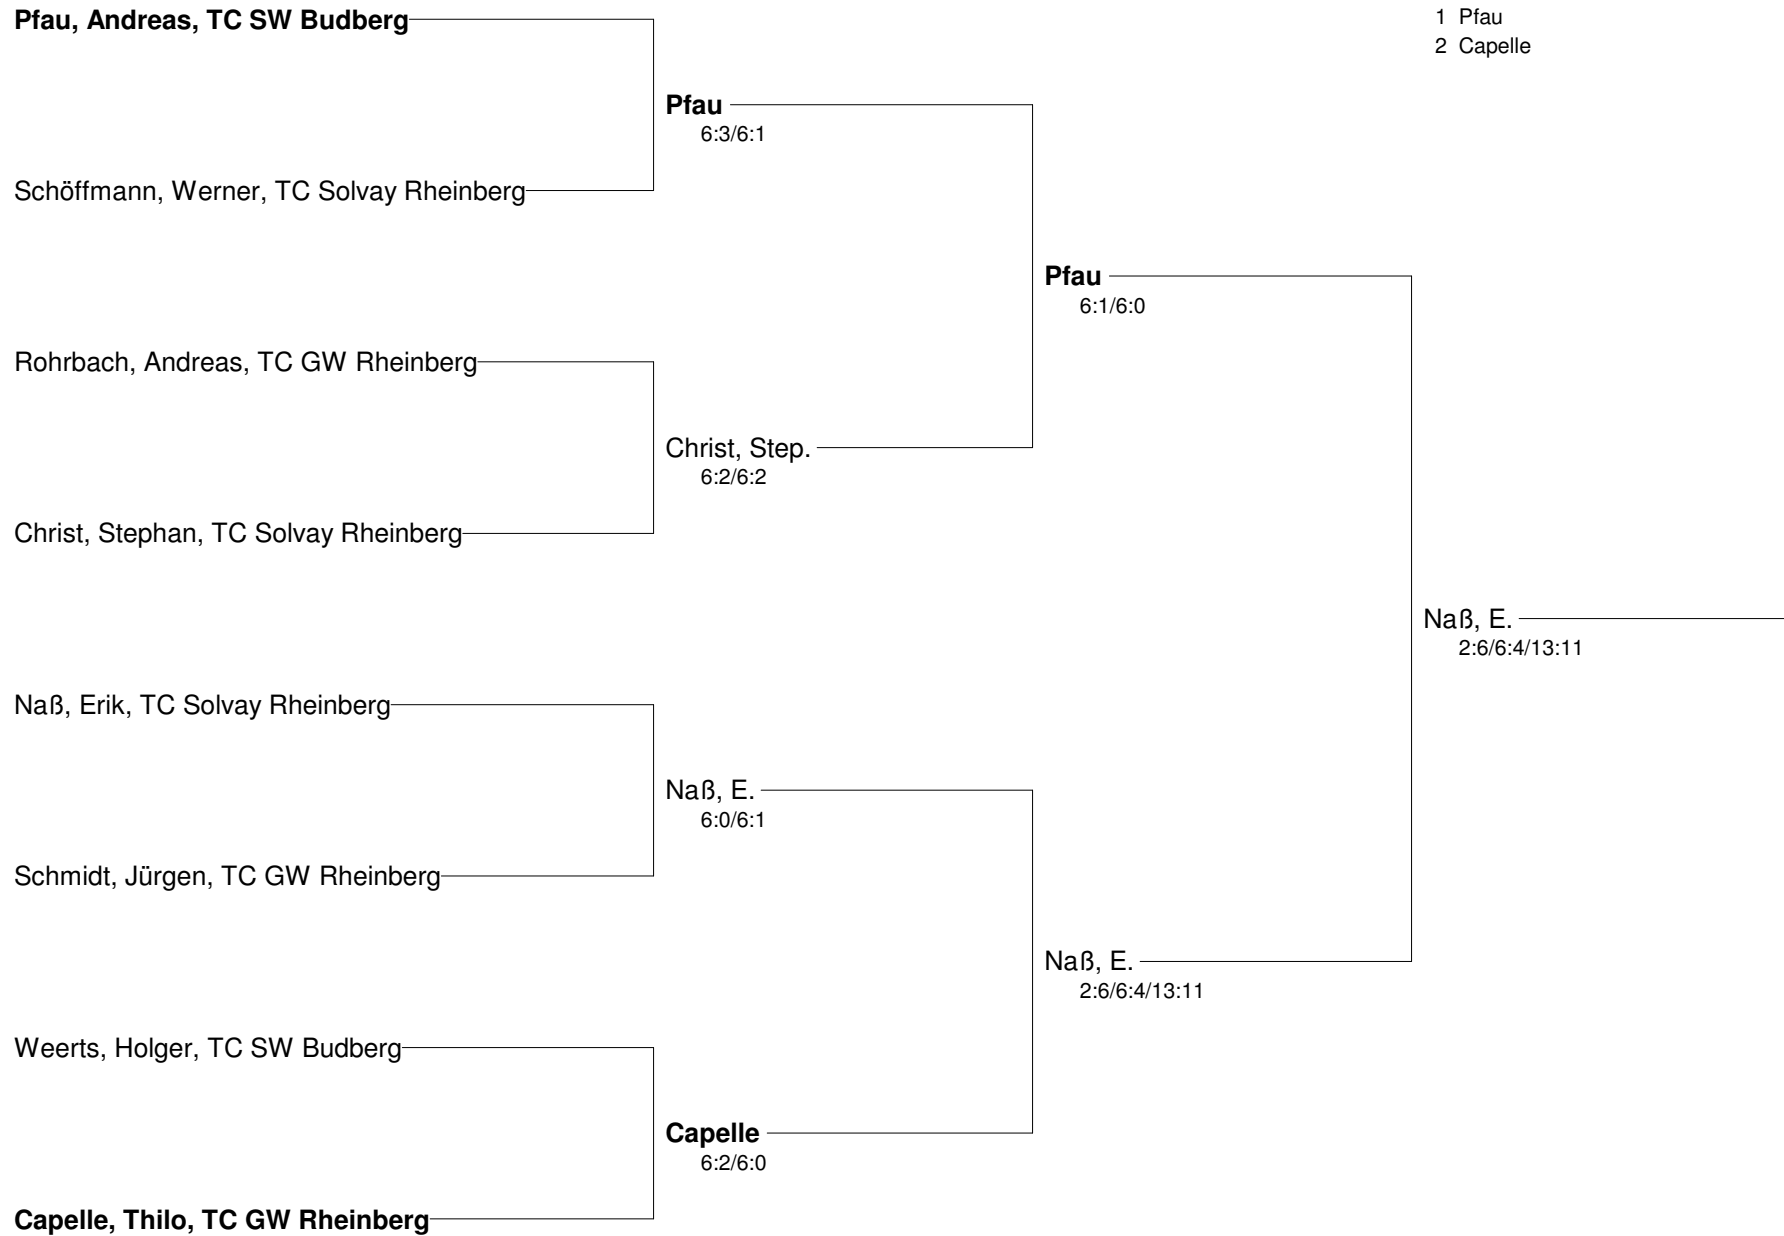 Pfau, Andreas, TC SW Budberg
1 Pfau
2 Capelle
Pfau
6:3/6:1
Schöffmann, Werner, TC Solvay Rheinberg
Pfau
6:1/6:0
Rohrbach, Andreas, TC GW Rheinberg
Christ, Step.
6:2/6:2
Christ, Stephan, TC Solvay Rheinberg
Naß, E.
2:6/6:4/13:11
Naß, Erik, TC Solvay Rheinberg
Naß, E.
6:0/6:1
Schmidt, Jürgen, TC GW Rheinberg
Naß, E.
2:6/6:4/13:11
Weerts, Holger, TC SW Budberg
Capelle
6:2/6:0
Capelle, Thilo, TC GW Rheinberg